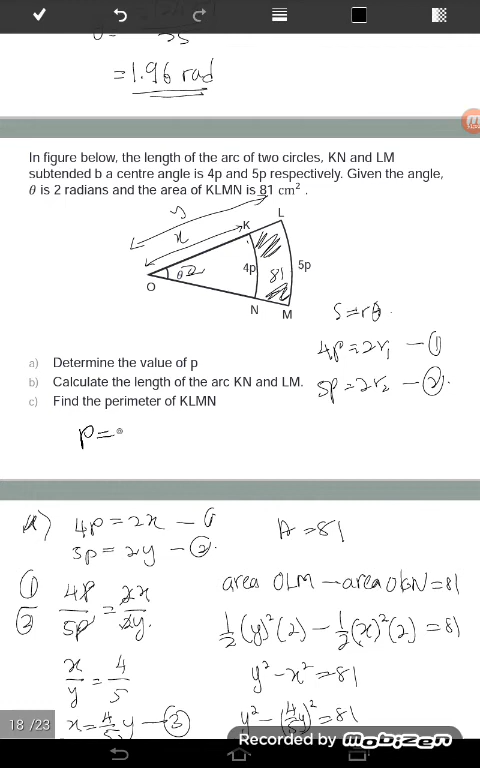 35
= 1.96 rad
In figure below, the length of the arc of two circles, KN and LM
subtended b a centre angle is 4p and 5p respectively. Given the angle,
θ is 2 radians and the area of KLMN is 81 cm² .
y
x
K
L
θ
4p
81
5p
O
N
M
S = rθ
4p = 2r₁ — ①
5p = 2r₂ — ②.
a) Determine the value of p
b) Calculate the length of the arc KN and LM.
c) Find the perimeter of KLMN
p =
a) 4p = 2x — ①
5p = 2y — ②.
A = 81
①/② 4p/5p = 2x/2y.
area OLM – area OKN = 81
½(y)²(2) – ½(x)²(2) = 81
x/y = 4/5
y² – x² = 81
x = 4/5 y — ③
y² – (4/5 y)² = 81
18 /23
Recorded by mobizen